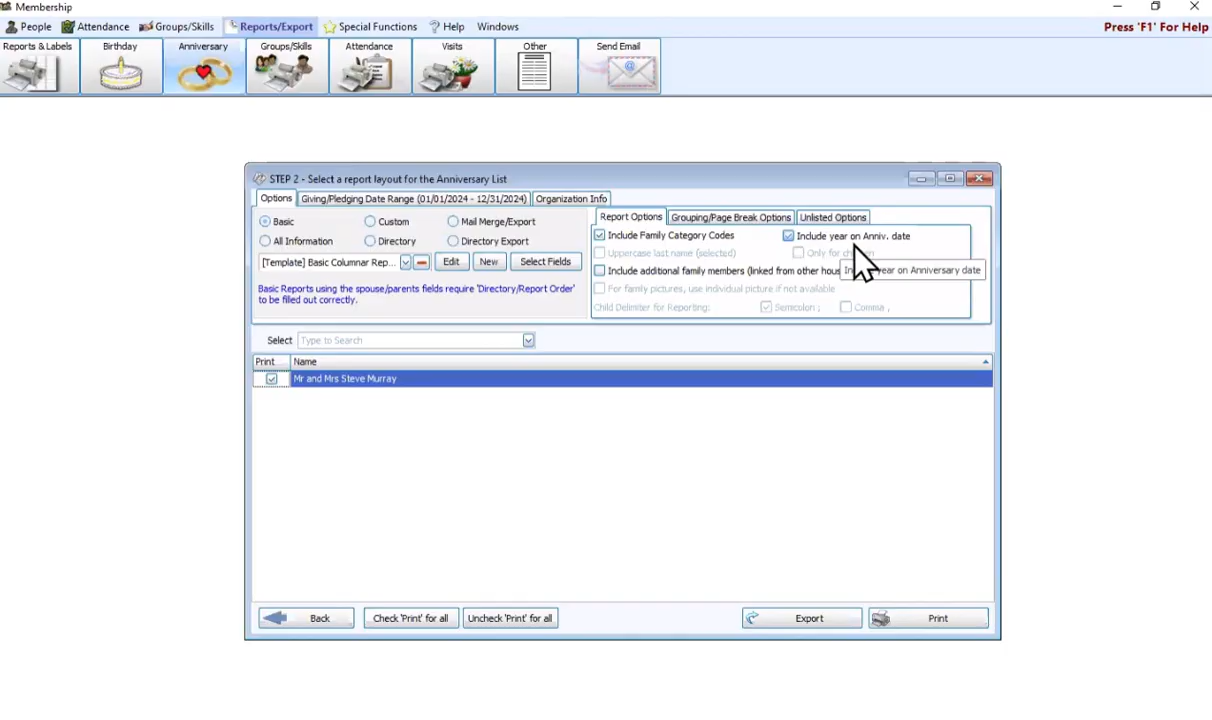 Membership
People Attendance Groups/Skills Reports/Export Special Functions Help Windows Press 'F1' For Help
Reports & Labels Birthday Anniversary Groups/Skills Attendance Visits Other Send Email
STEP 2 - Select a report layout for the Anniversary List
Options Giving/Pledging Date Range (01/01/2024 - 12/31/2024) Organization Info
Basic Custom Mail Merge/Export
All Information Directory Directory Export
[Template] Basic Columnar Rep... Edit New Select Fields
Basic Reports using the spouse/parents fields require 'Directory/Report Order'
to be filled out correctly.
Report Options Grouping/Page Break Options Unlisted Options
Include Family Category Codes Include year on Anniv. date
Uppercase last name (selected) Only for
Include additional family members (linked from other hou year on Anniversary date
For family pictures, use individual picture if not available
Child Delimiter for Reporting: Semicolon ; Comma ,
Select Type to Search
Print Name
Mr and Mrs Steve Murray
Back Check 'Print' for all Uncheck 'Print' for all Export Print